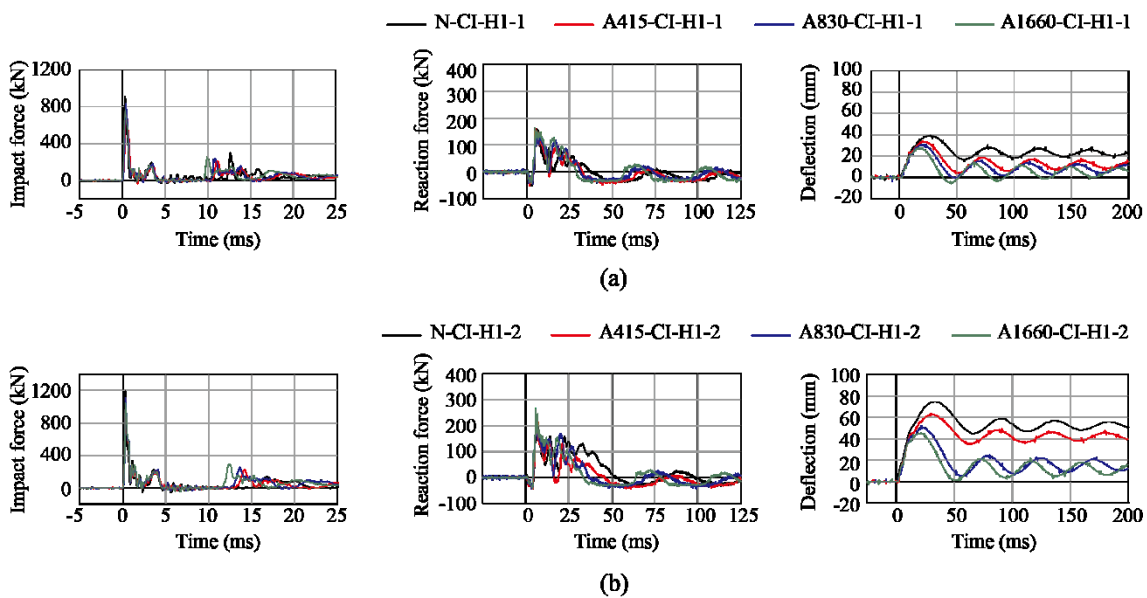 N-CI-H1-1 A415-CI-H1-1 A830-CI-H1-1 A1660-CI-H1-1
Impact force (kN)
1200
800
400
0
-5 0 5 10 15 20 25
Time (ms)
Reaction force (kN)
400
300
200
100
0
-100
0 25 50 75 100 125
Time (ms)
Deflection (mm)
100
80
60
40
20
0
-20
0 50 100 150 200
Time (ms)
(a)
N-CI-H1-2 A415-CI-H1-2 A830-CI-H1-2 A1660-CI-H1-2
Impact force (kN)
1200
800
400
0
-5 0 5 10 15 20 25
Time (ms)
Reaction force (kN)
400
300
200
100
0
100
0 25 50 75 100 125
Time (ms)
Deflection (mm)
100
80
60
40
20
0
20
0 50 100 150 200
Time (ms)
(b)